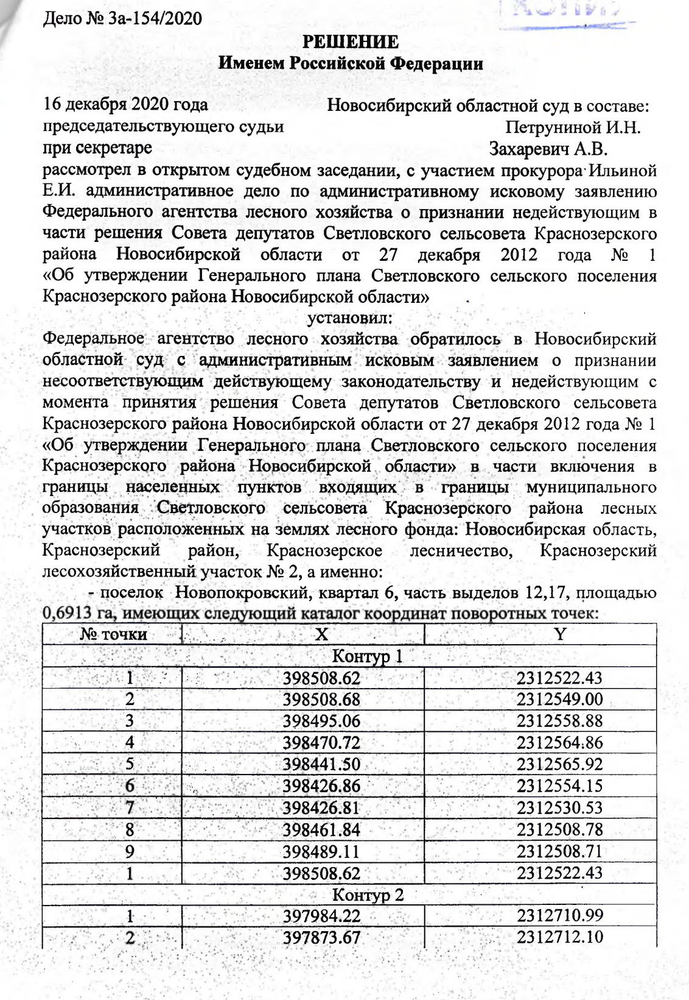 КОПИЯ
Дело № 3а-154/2020
РЕШЕНИЕ
Именем Российской Федерации
16 декабря 2020 года Новосибирский областной суд в составе:
председательствующего судьи Петруниной И.Н.
при секретаре Захаревич А.В.
рассмотрел в открытом судебном заседании, с участием прокурора Ильиной
Е.И. административное дело по административному исковому заявлению
Федерального агентства лесного хозяйства о признании недействующим в
части решения Совета депутатов Светловского сельсовета Краснозерского
района Новосибирской области от 27 декабря 2012 года № 1
«Об утверждении Генерального плана Светловского сельского поселения
Краснозерского района Новосибирской области»
установил:
Федеральное агентство лесного хозяйства обратилось в Новосибирский
областной суд с административным исковым заявлением о признании
несоответствующим действующему законодательству и недействующим с
момента принятия решения Совета депутатов Светловского сельсовета
Краснозерского района Новосибирской области от 27 декабря 2012 года № 1
«Об утверждении Генерального плана Светловского сельского поселения
Краснозерского района Новосибирской области» в части включения в
границы населенных пунктов входящих в границы муниципального
образования Светловского сельсовета Краснозерского района лесных
участков расположенных на землях лесного фонда: Новосибирская область,
Краснозерский район, Краснозерское лесничество, Краснозерский
лесохозяйственный участок № 2, а именно:
- поселок Новопокровский, квартал 6, часть выделов 12,17, площадью
0,6913 га, имеющих следующий каталог координат поворотных точек:
№ точки X Y
Контур 1
1 398508.62 2312522.43
2 398508.68 2312549.00
3 398495.06 2312558.88
4 398470.72 2312564.86
5 398441.50 2312565.92
6 398426.86 2312554.15
7 398426.81 2312530.53
8 398461.84 2312508.78
9 398489.11 2312508.71
1 398508.62 2312522.43
Контур 2
1 397984.22 2312710.99
2 397873.67 2312712.10